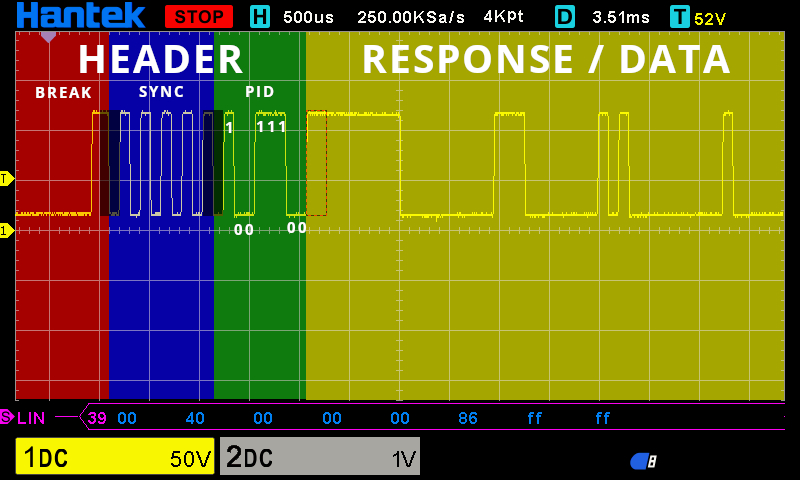 Hantek STOP H 500us 250.00KSa/s 4Kpt D 3.51ms T 52V
HEADER RESPONSE / DATA
BREAK SYNC PID
1 111
T
00 00
1
S LIN 39 00 40 00 00 00 86 ff ff
1DC 50V 2DC 1V
8